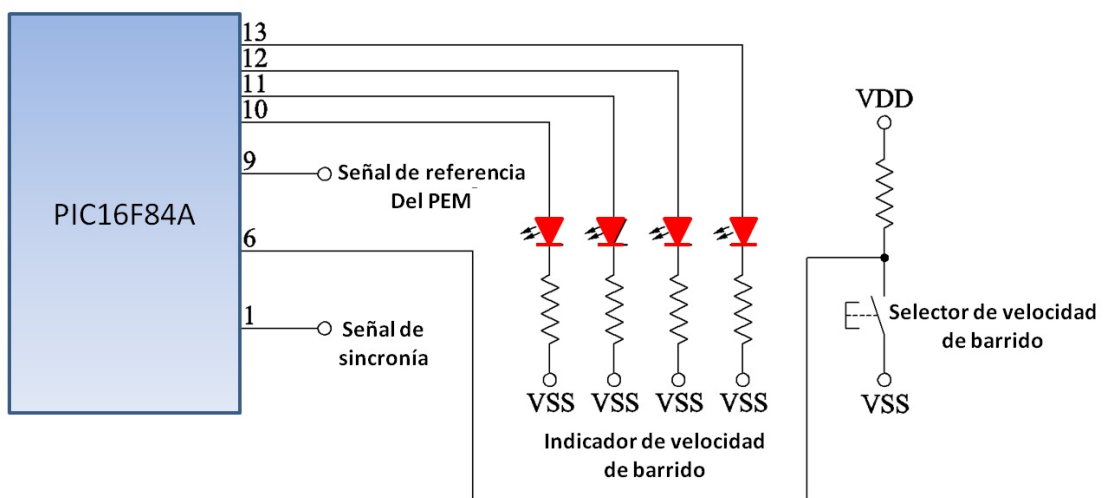 13
12
11
10
9
Señal de referencia
Del PEM
PIC16F84A
6
1
Señal de
sincronía
VDD
Selector de velocidad
de barrido
VSS
VSS
VSS
VSS
VSS
Indicador de velocidad
de barrido